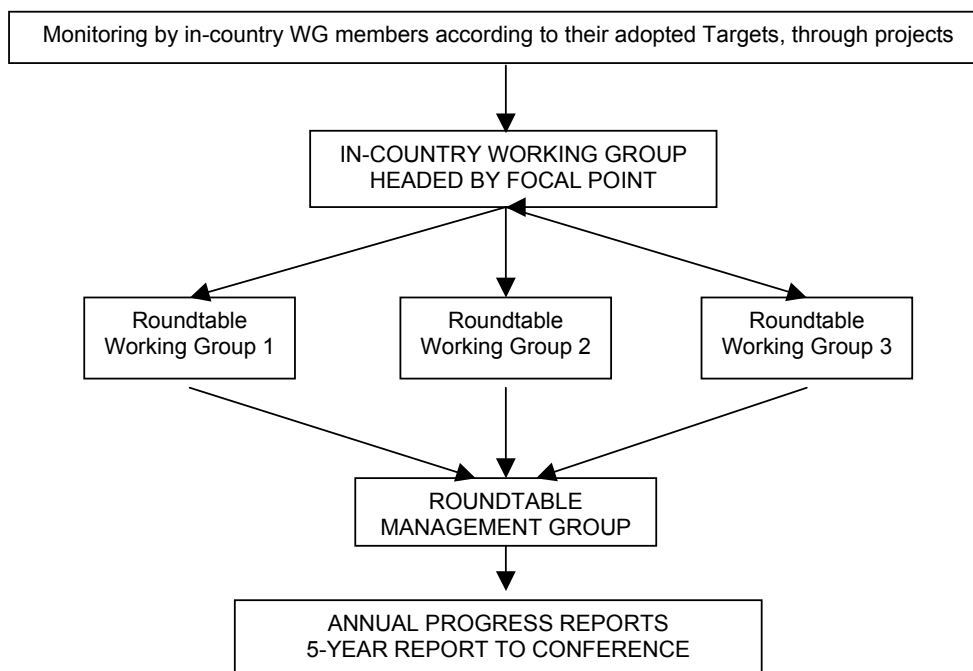 Monitoring by in-country WG members according to their adopted Targets, through projects
IN-COUNTRY WORKING GROUP
HEADED BY FOCAL POINT
Roundtable
Working Group 1
Roundtable
Working Group 2
Roundtable
Working Group 3
ROUNDTABLE
MANAGEMENT GROUP
ANNUAL PROGRESS REPORTS
5-YEAR REPORT TO CONFERENCE